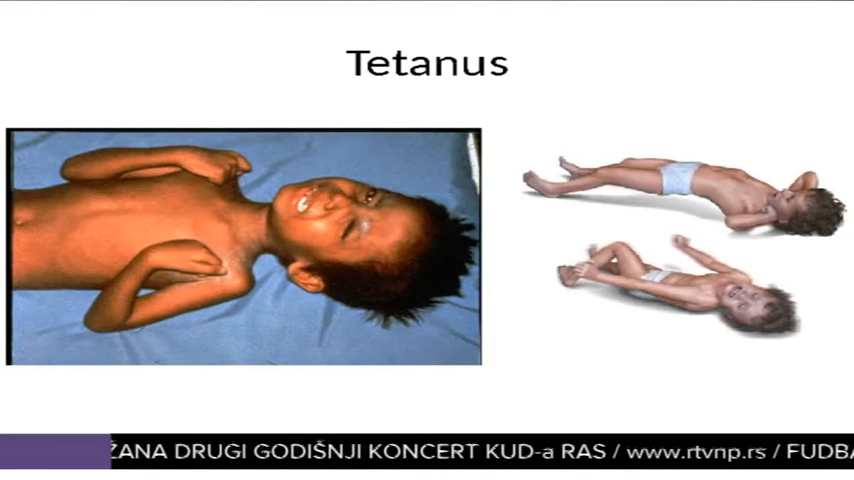 Tetanus
ŽANA DRUGI GODIŠNJI KONCERT KUD-a RAS / www.rtvnp.rs / FUDBA